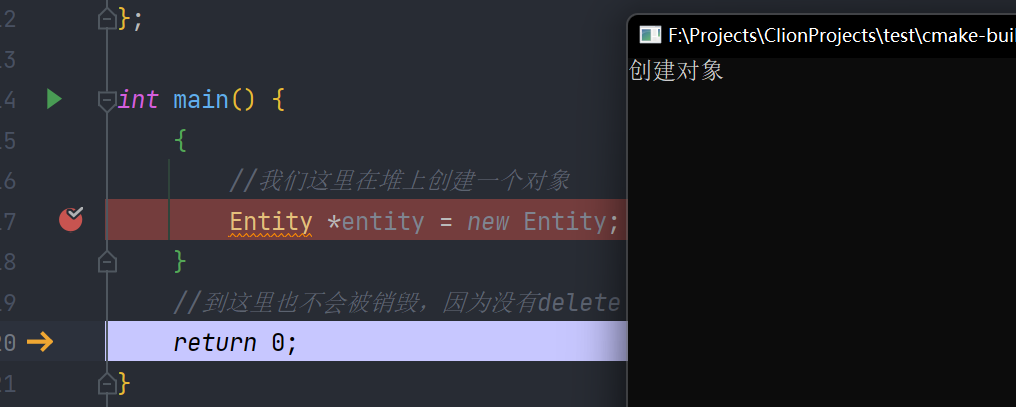 12 };
13
14 int main() {
15 {
16 //我们这里在堆上创建一个对象
17 Entity *entity = new Entity;
18 }
19 //到这里也不会被销毁，因为没有delete
20 return 0;
21 }
F:\Projects\ClionProjects\test\cmake-bui
创建对象